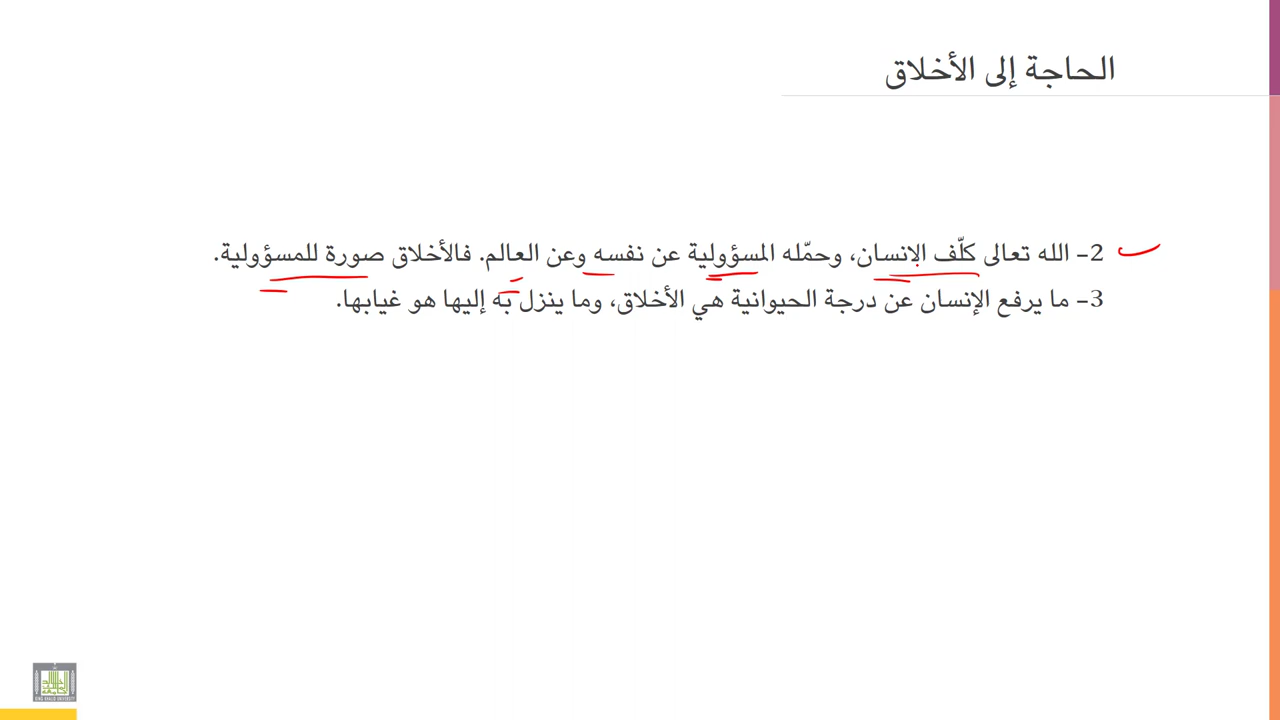 الحاجة إلى الأخلاق
2- الله تعالى كلّف الإنسان، وحمّله المسؤولية عن نفسه وعن العالم. فالأخلاق صورة للمسؤولية.
3- ما يرفع الإنسان عن درجة الحيوانية هي الأخلاق، وما ينزل به إليها هو غيابها.